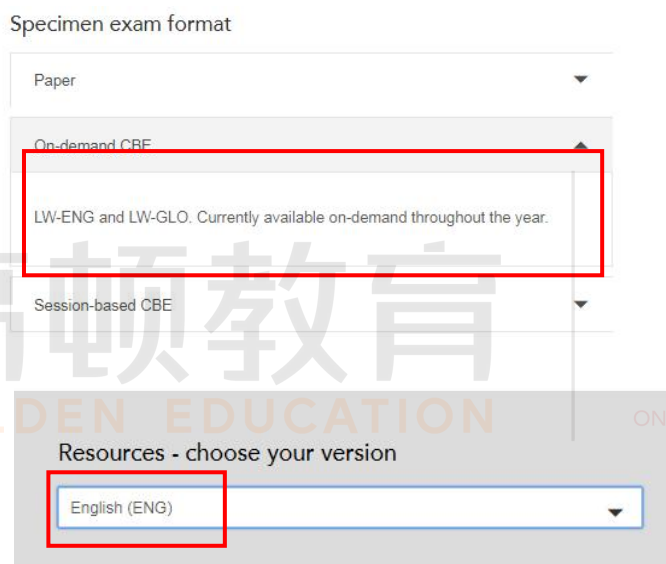 Specimen exam format
Paper
On-demand CBE
LW-ENG and LW-GLO. Currently available on-demand throughout the year.
Session-based CBE
顿教育
EDUCATION
ON
Resources - choose your version
English (ENG)